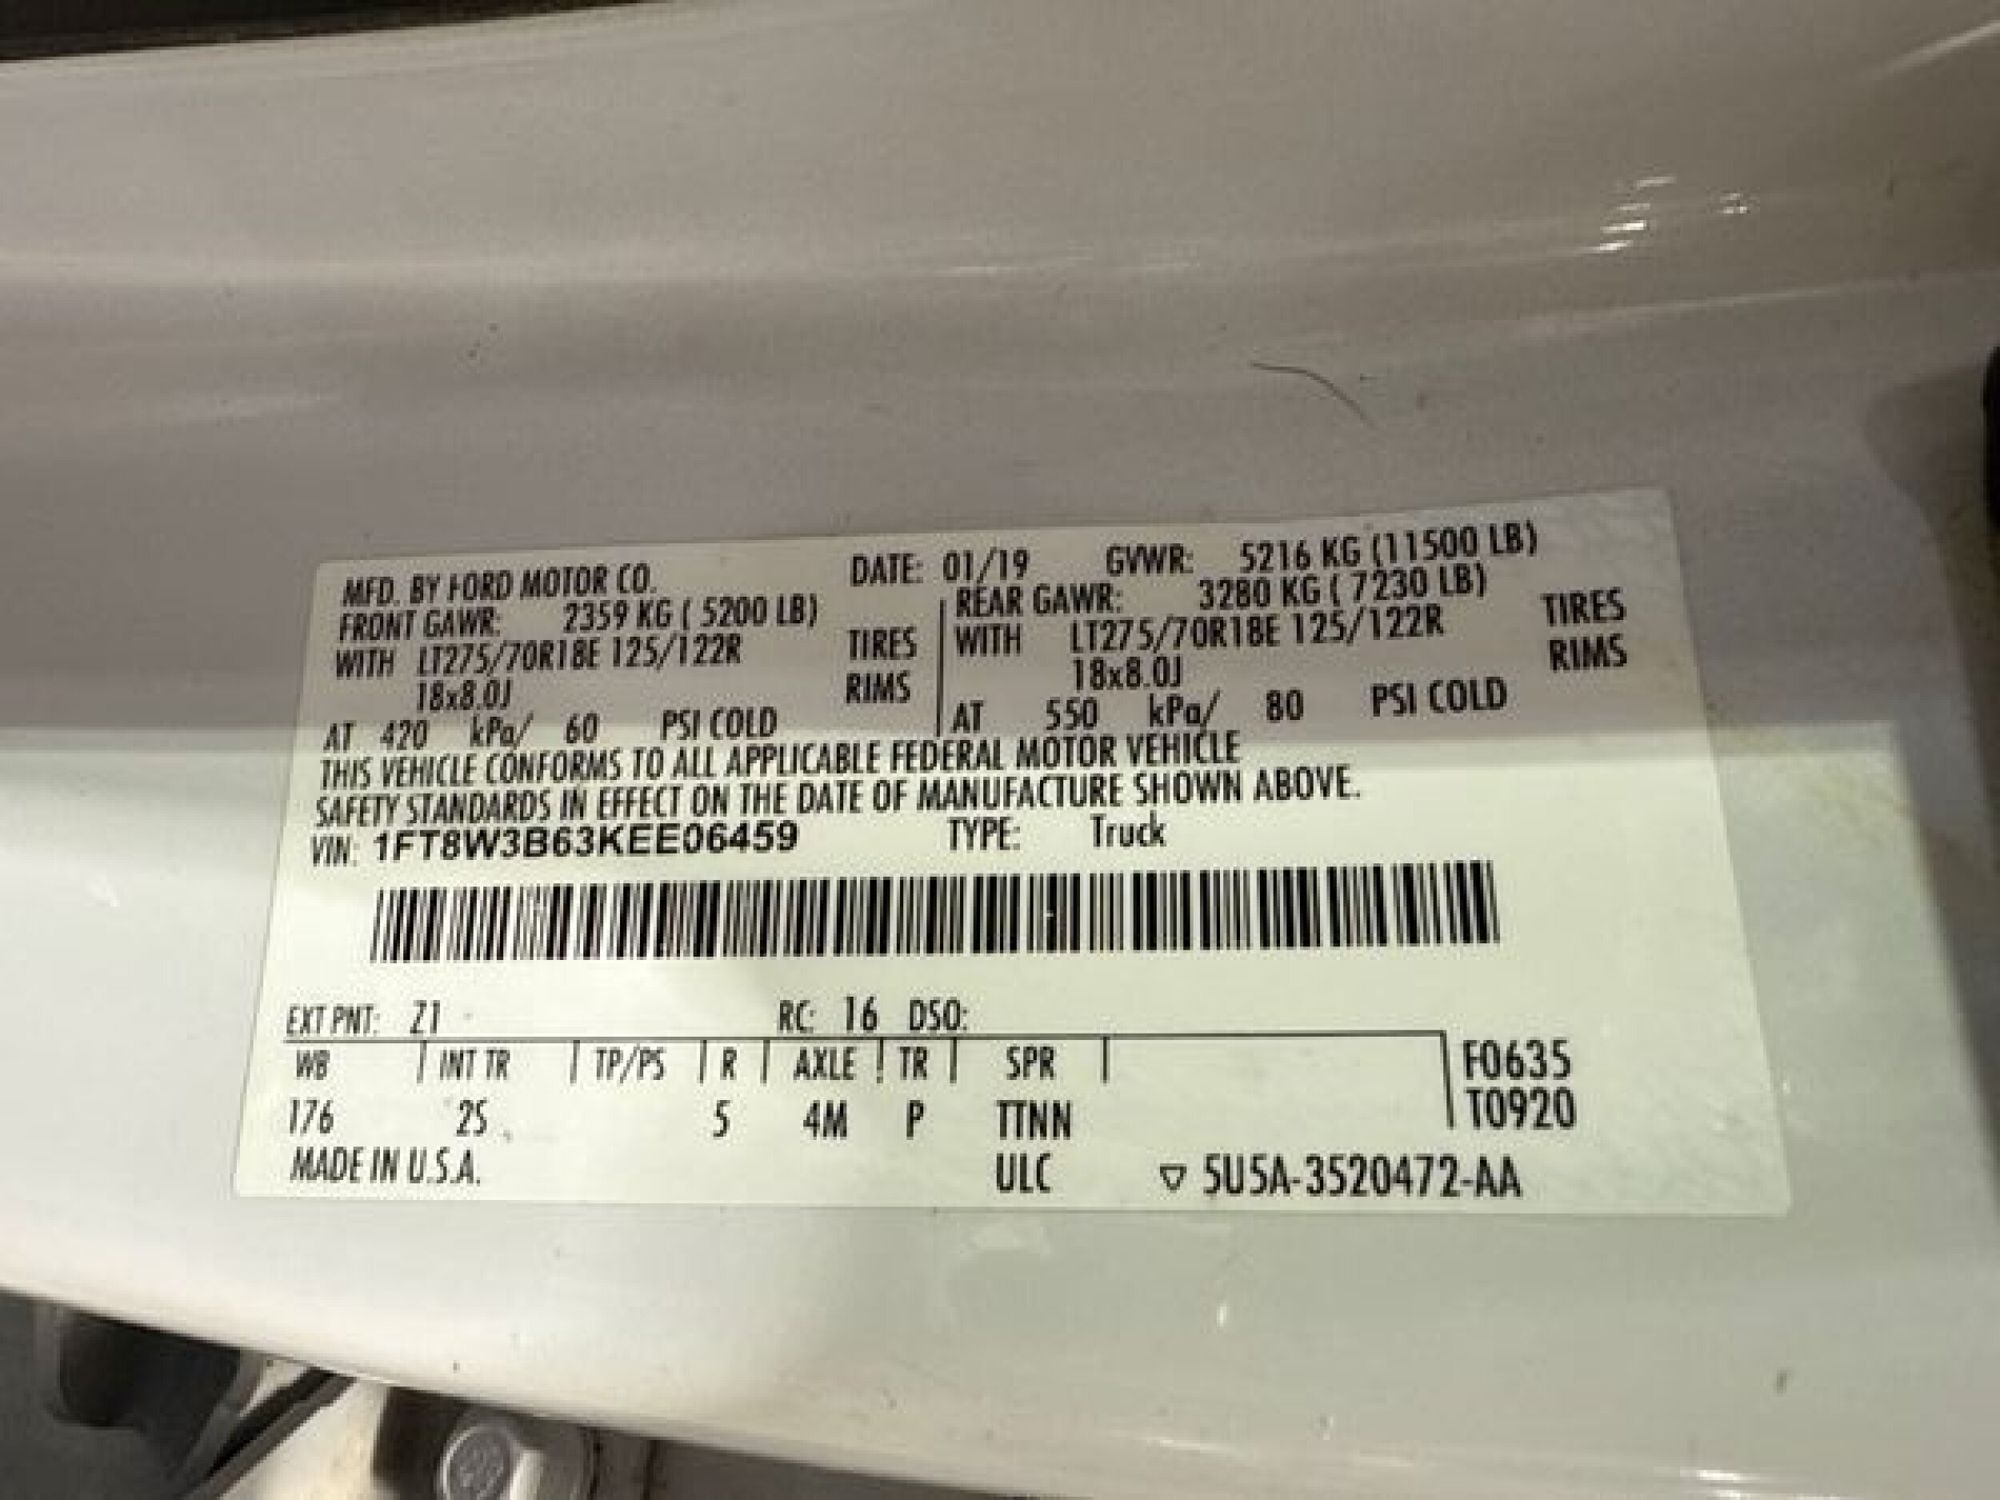 MFD. BY FORD MOTOR CO. DATE: 01/19 GVWR: 5216 KG (11500 LB)
FRONT GAWR: 2359 KG ( 5200 LB) REAR GAWR: 3280 KG ( 7230 LB)
WITH LT275/70R18E 125/122R TIRES WITH LT275/70R18E 125/122R TIRES
18x8.0J RIMS 18x8.0J RIMS
AT 420 kPa/ 60 PSI COLD AT 550 kPa/ 80 PSI COLD
THIS VEHICLE CONFORMS TO ALL APPLICABLE FEDERAL MOTOR VEHICLE
SAFETY STANDARDS IN EFFECT ON THE DATE OF MANUFACTURE SHOWN ABOVE.
VIN: 1FT8W3B63KEE06459 TYPE: Truck
EXT PNT: Z1 RC: 16 DSO:
WB INT TR TP/PS R AXLE TR SPR F0635
176 2S 5 4M P TTNN T0920
MADE IN U.S.A. ULC ▽ 5U5A-3520472-AA